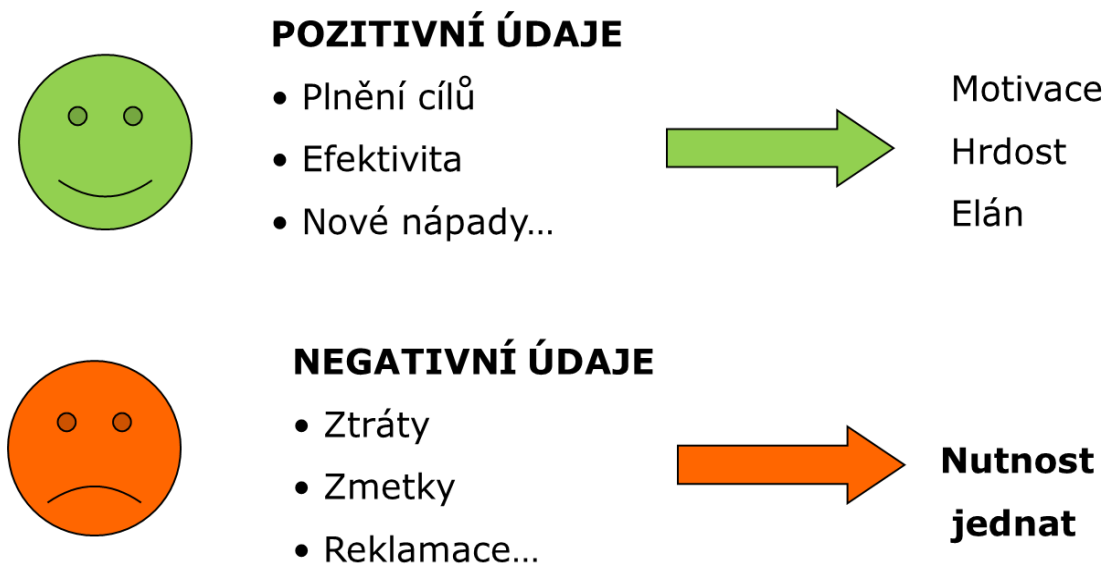 POZITIVNÍ ÚDAJE
• Plnění cílů
• Efektivita
• Nové nápady...
Motivace
Hrdost
Elán
NEGATIVNÍ ÚDAJE
• Ztráty
• Zmetky
• Reklamace...
Nutnost
jednat